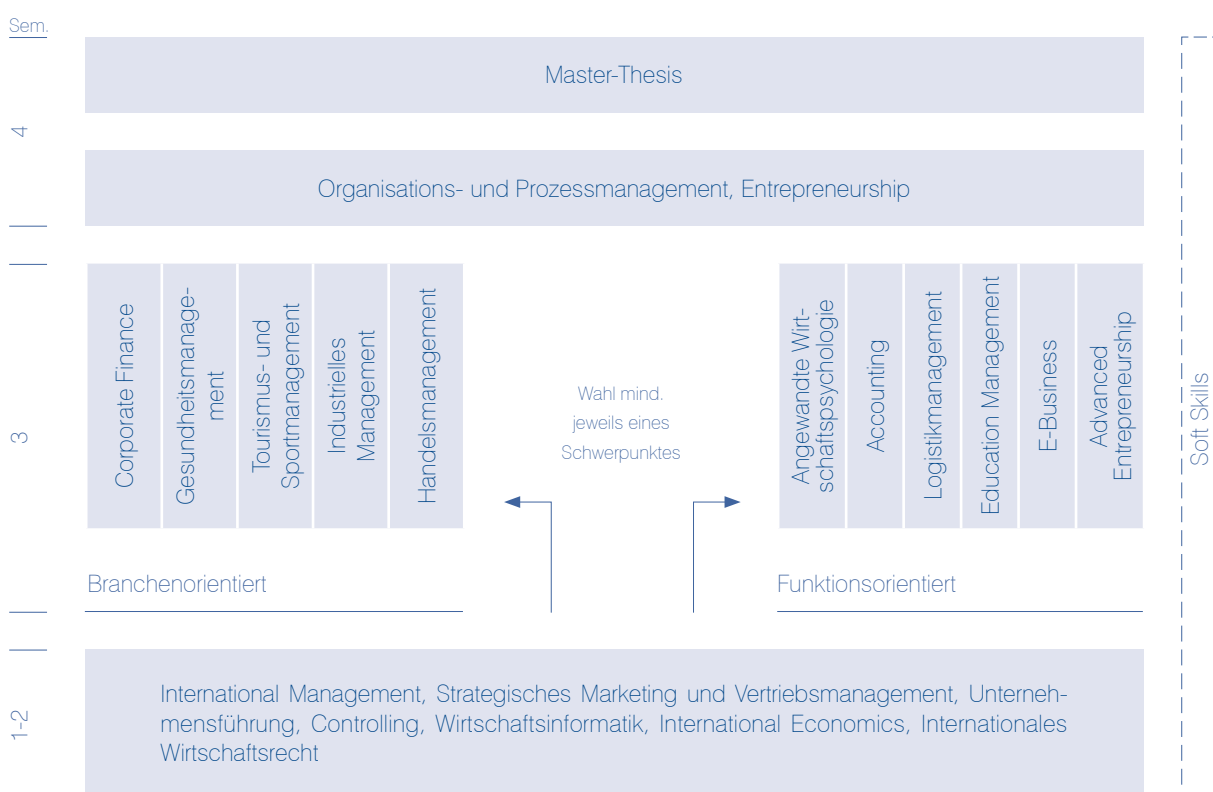 Sem.
Master-Thesis
4
Organisations- und Prozessmanagement, Entrepreneurship
Corporate Finance
Gesundheitsmanage-
ment
Tourismus- und
Sportmanagement
Industrielles
Management
Handelsmanagement
Wahl mind.
jeweils eines
Schwerpunktes
Angewandte Wirt-
schaftspsychologie
Accounting
Logistikmanagement
Education Management
E-Business
Advanced
Entrepreneurship
3
Soft Skills
Branchenorientiert
Funktionsorientiert
1-2
International Management, Strategisches Marketing und Vertriebsmanagement, Unterneh-
mensführung, Controlling, Wirtschaftsinformatik, International Economics, Internationales
Wirtschaftsrecht